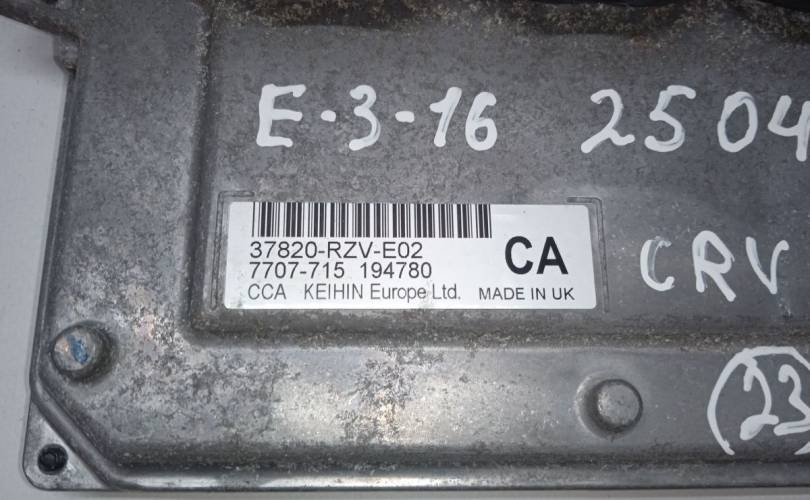 E-3-16 2504
37820-RZV-E02
7707-715 194780
CA
CCA KEIHIN Europe Ltd. MADE IN UK
CRV
23